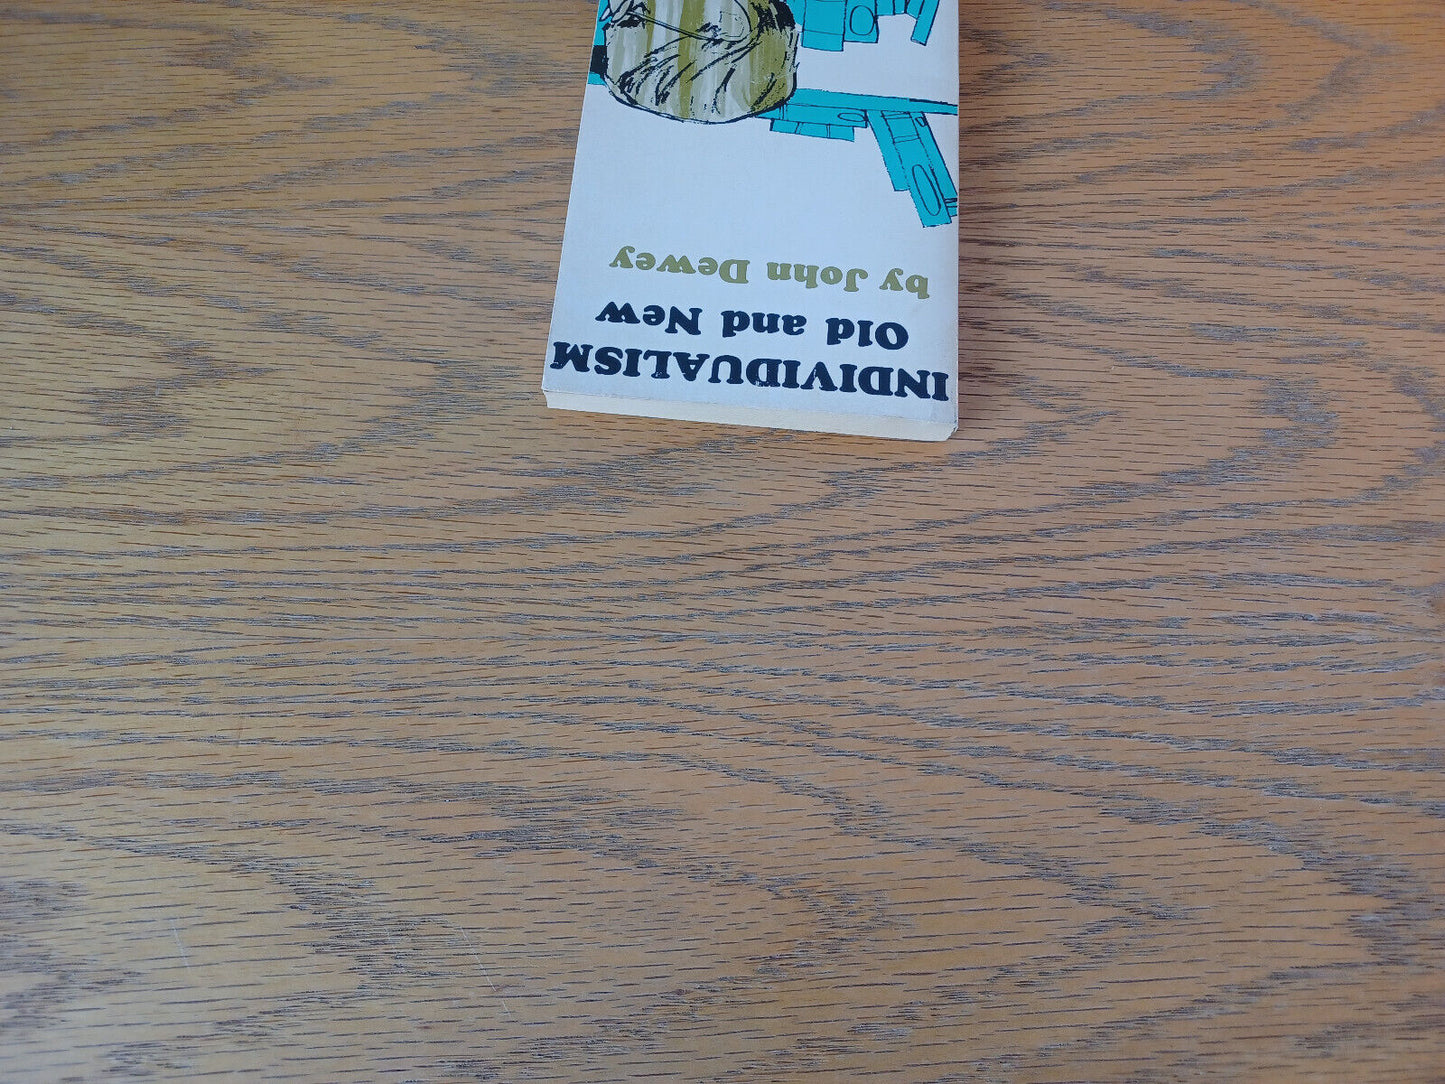 INDIVIDUALISM
Old and New
by John Dewey